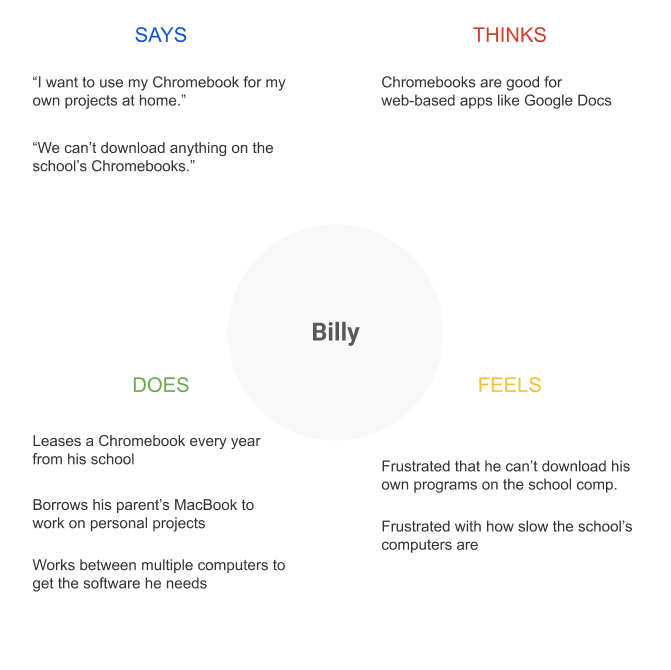 SAYS
“I want to use my Chromebook for my
own projects at home.”
“We can’t download anything on the
school’s Chromebooks.”
THINKS
Chromebooks are good for
web-based apps like Google Docs
Billy
DOES
Leases a Chromebook every year
from his school
Borrows his parent’s MacBook to
work on personal projects
Works between multiple computers to
get the software he needs
FEELS
Frustrated that he can’t download his
own programs on the school comp.
Frustrated with how slow the school’s
computers are